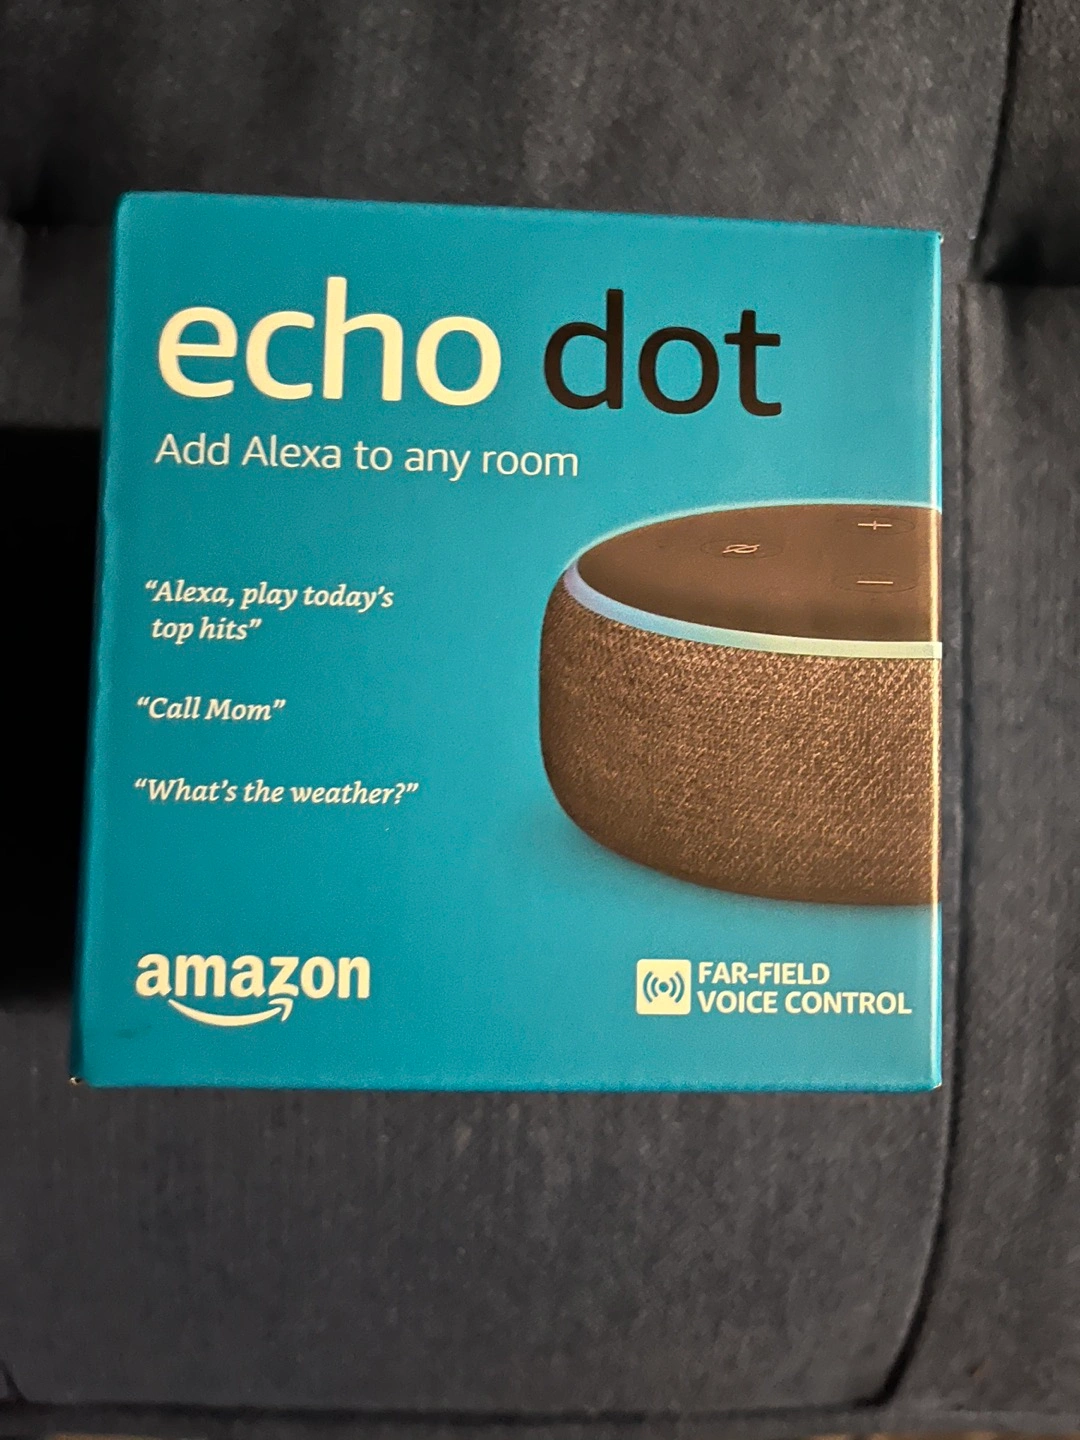 echo dot
Add Alexa to any room
“Alexa, play today’s
top hits”
“Call Mom”
“What’s the weather?”
amazon
FAR-FIELD
VOICE CONTROL